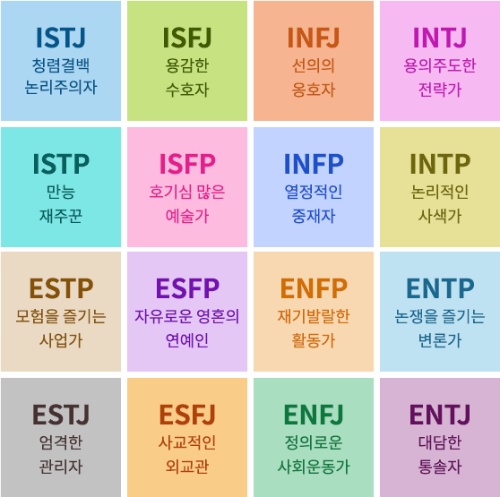 ISTJ
청렴결백
논리주의자
ISFJ
용감한
수호자
INFJ
선의의
옹호자
INTJ
용의주도한
전략가
ISTP
만능
재주꾼
ISFP
호기심 많은
예술가
INFP
열정적인
중재자
INTP
논리적인
사색가
ESTP
모험을 즐기는
사업가
ESFP
자유로운 영혼의
연예인
ENFP
재기발랄한
활동가
ENTP
논쟁을 즐기는
변론가
ESTJ
엄격한
관리자
ESFJ
사교적인
외교관
ENFJ
정의로운
사회운동가
ENTJ
대담한
통솔자